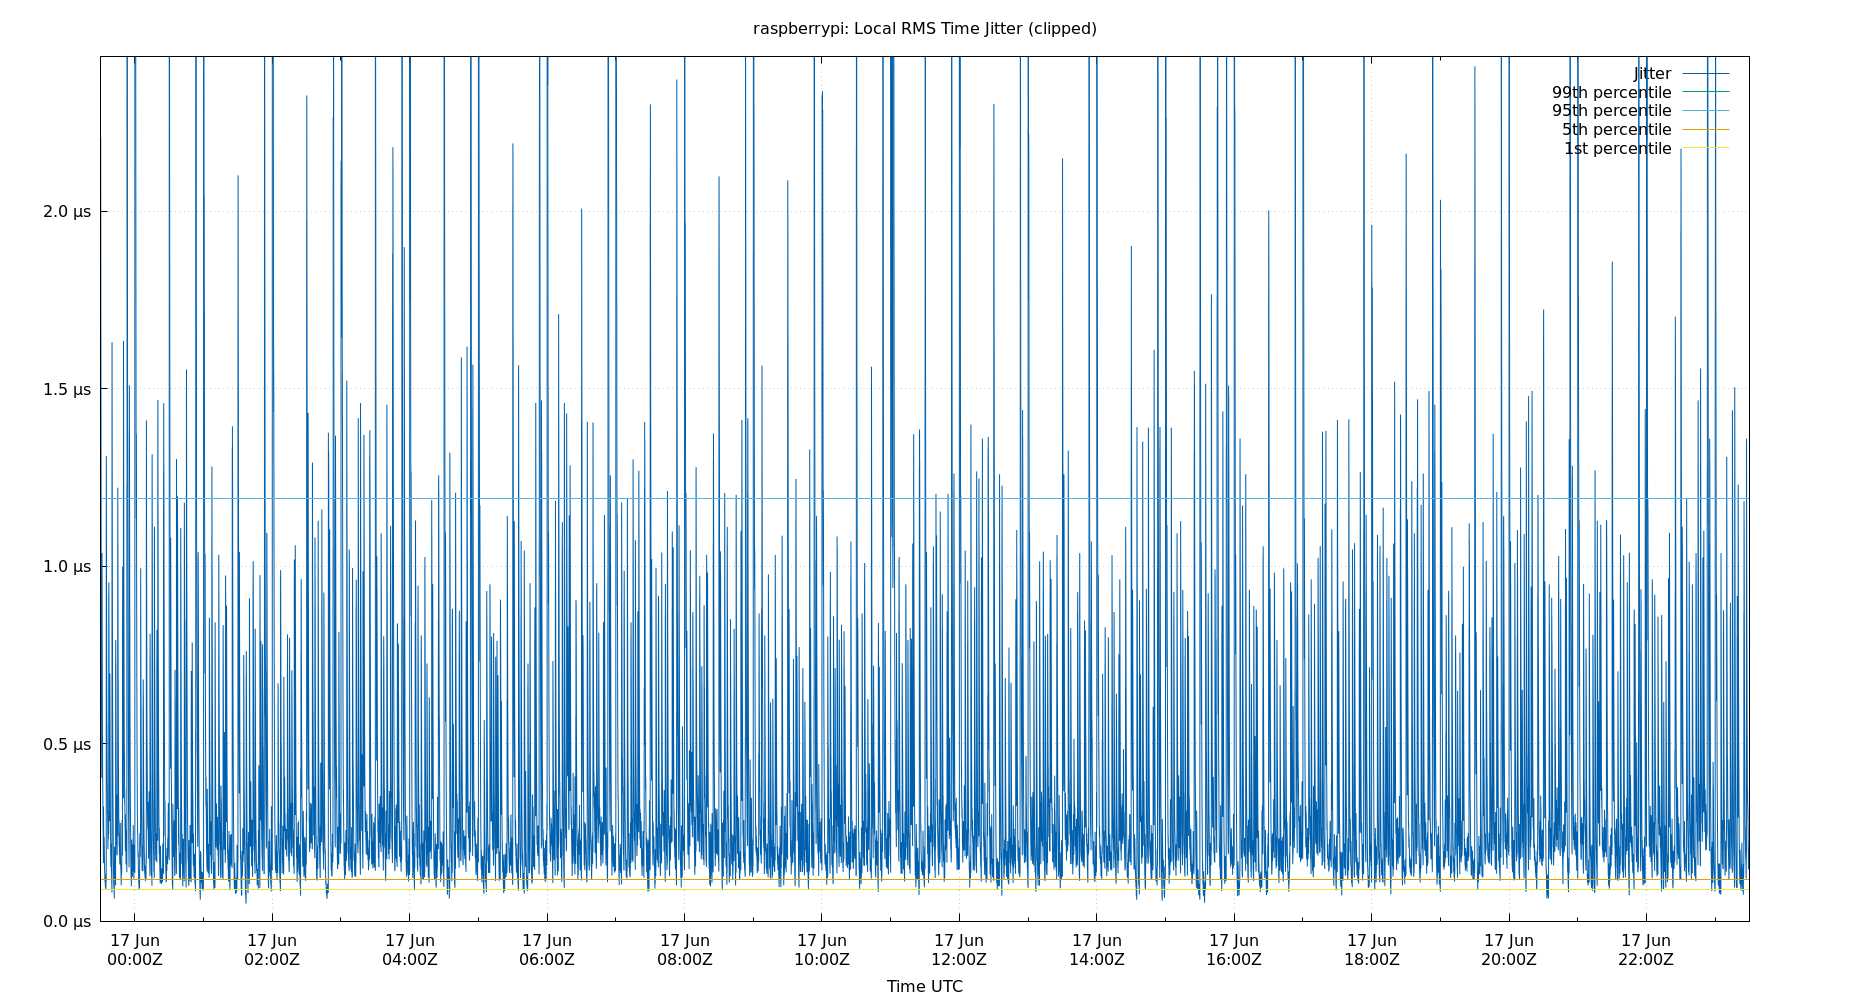 raspberrypi: Local RMS Time Jitter (clipped)
Jitter
99th percentile
95th percentile
5th percentile
1st percentile
2.0 μs
1.5 μs
1.0 μs
0.5 μs
0.0 μs
17 Jun 17 Jun 17 Jun 17 Jun 17 Jun 17 Jun 17 Jun 17 Jun 17 Jun 17 Jun 17 Jun 17 Jun
00:00Z 02:00Z 04:00Z 06:00Z 08:00Z 10:00Z 12:00Z 14:00Z 16:00Z 18:00Z 20:00Z 22:00Z
Time UTC